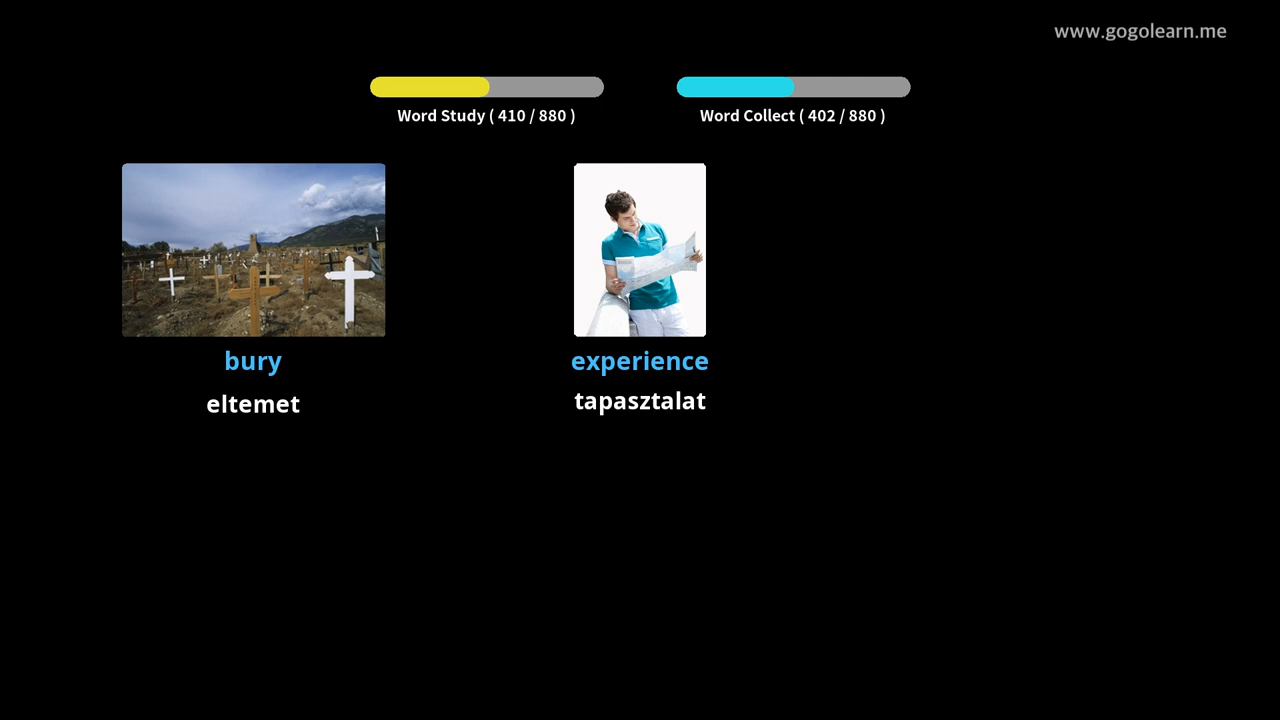 www.gogolearn.me
Word Study ( 410 / 880 )
Word Collect ( 402 / 880 )
bury
eltemet
experience
tapasztalat